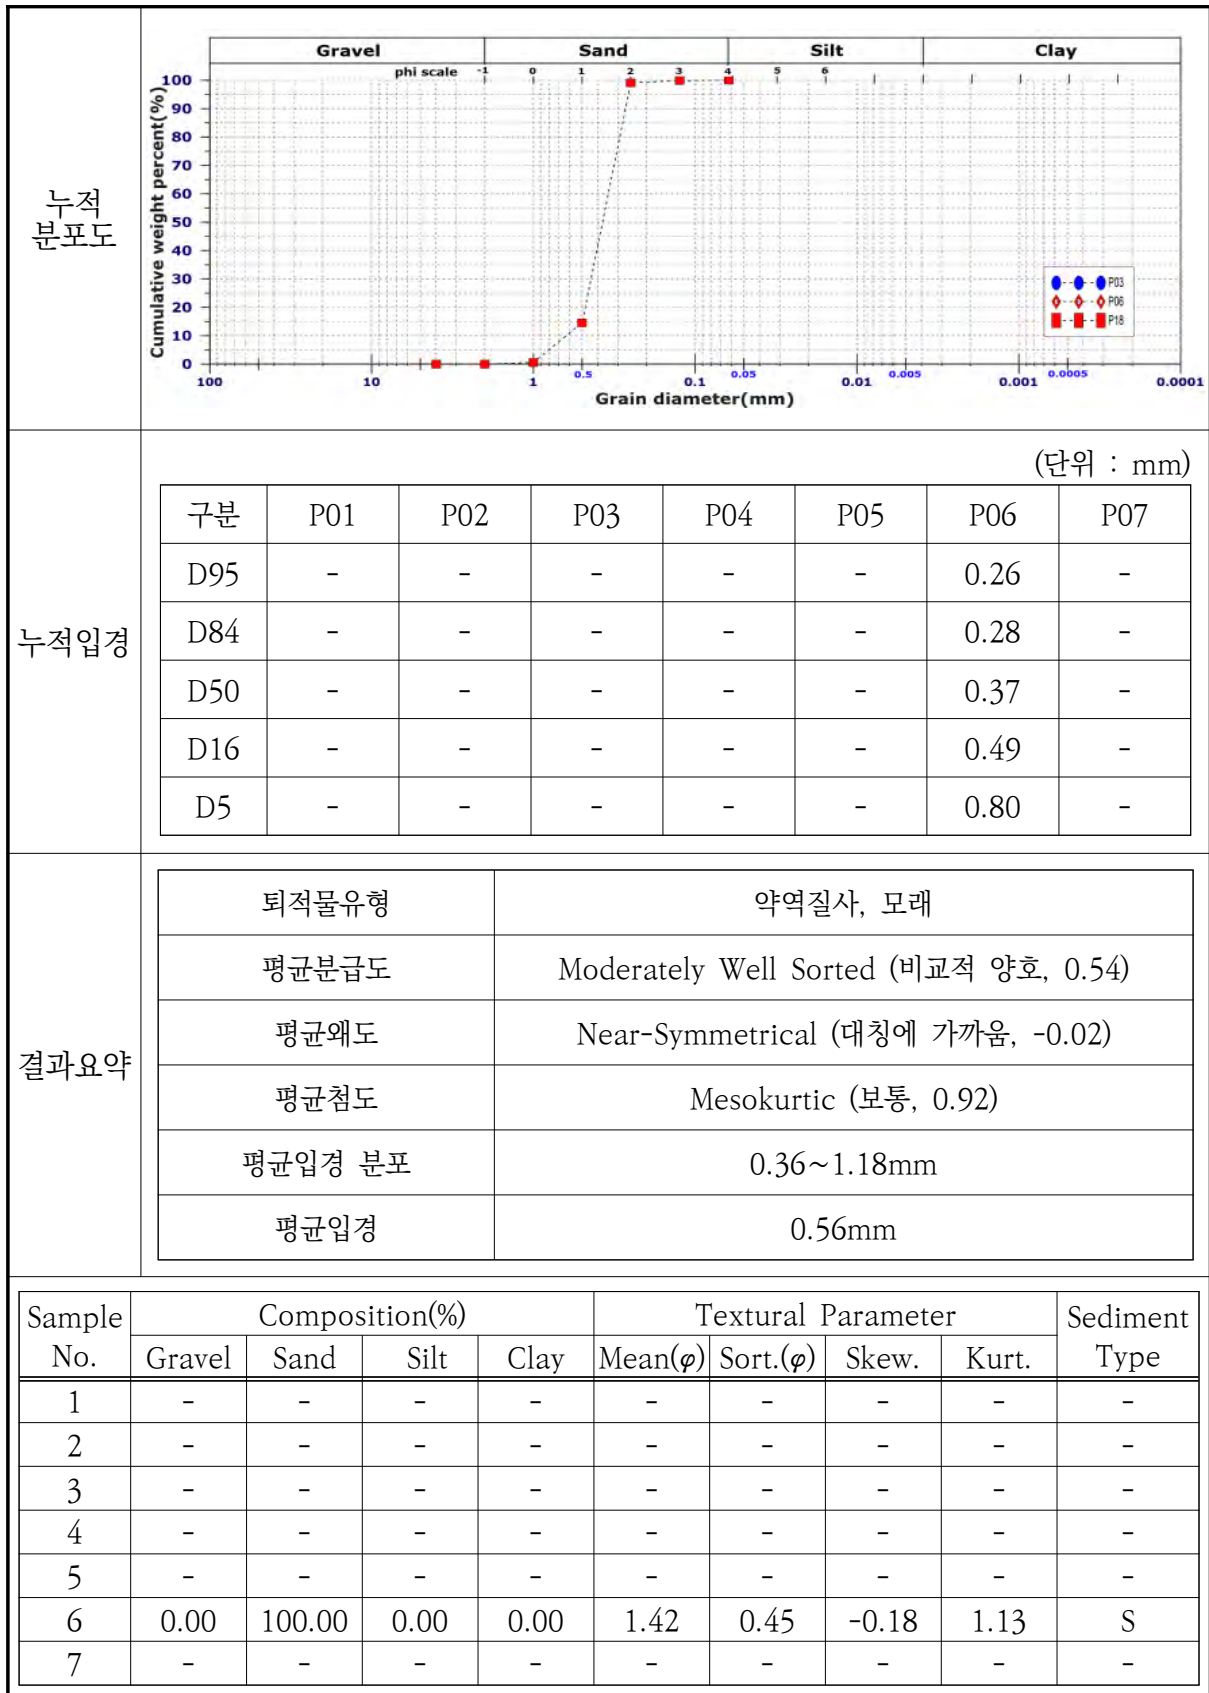 누적
분포도
Gravel Sand Silt Clay
phi scale -1 0 1 2 3 4 5 6
Cumulative weight percent(%)
100
90
80
70
60
50
40
30
20
10
0
P03
P06
P18
100 10 1 0.5 0.1 0.05 0.01 0.005 0.001 0.0005 0.0001
Grain diameter(mm)
누적입경
(단위 : mm)
구분 P01 P02 P03 P04 P05 P06 P07
D95 - - - - - 0.26 -
D84 - - - - - 0.28 -
D50 - - - - - 0.37 -
D16 - - - - - 0.49 -
D5 - - - - - 0.80 -
결과요약
퇴적물유형 약역질사, 모래
평균분급도 Moderately Well Sorted (비교적 양호, 0.54)
평균왜도 Near-Symmetrical (대칭에 가까움, -0.02)
평균첨도 Mesokurtic (보통, 0.92)
평균입경 분포 0.36~1.18mm
평균입경 0.56mm
Sample No. Composition(%) Textural Parameter Sediment Type
Gravel Sand Silt Clay Mean(φ) Sort.(φ) Skew. Kurt.
1 - - - - - - - - -
2 - - - - - - - - -
3 - - - - - - - - -
4 - - - - - - - - -
5 - - - - - - - - -
6 0.00 100.00 0.00 0.00 1.42 0.45 -0.18 1.13 S
7 - - - - - - - - -